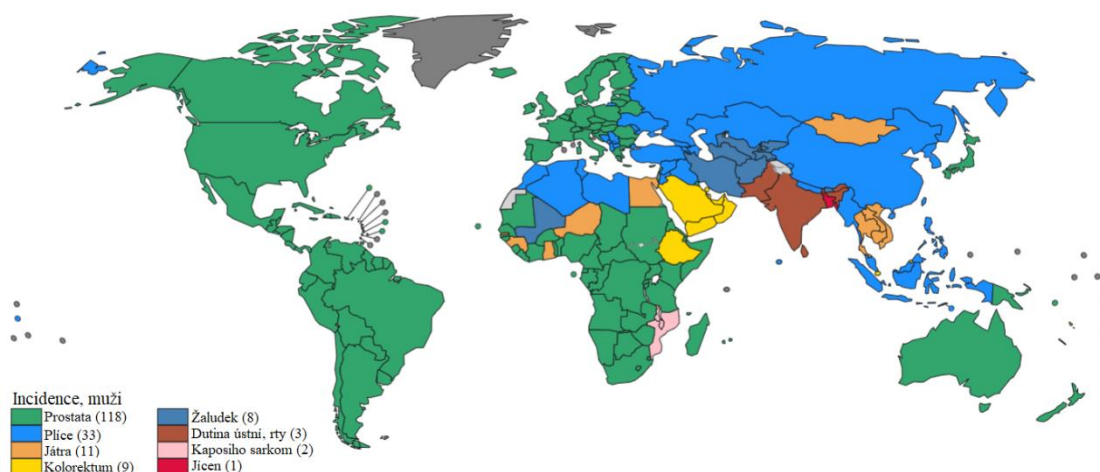 Incidence, muži
Prostata (118)
Plíce (33)
Játra (11)
Kolorektum (9)
Žaludek (8)
Dutina ústní, rty (3)
Kaposiho sarkom (2)
Jícen (1)